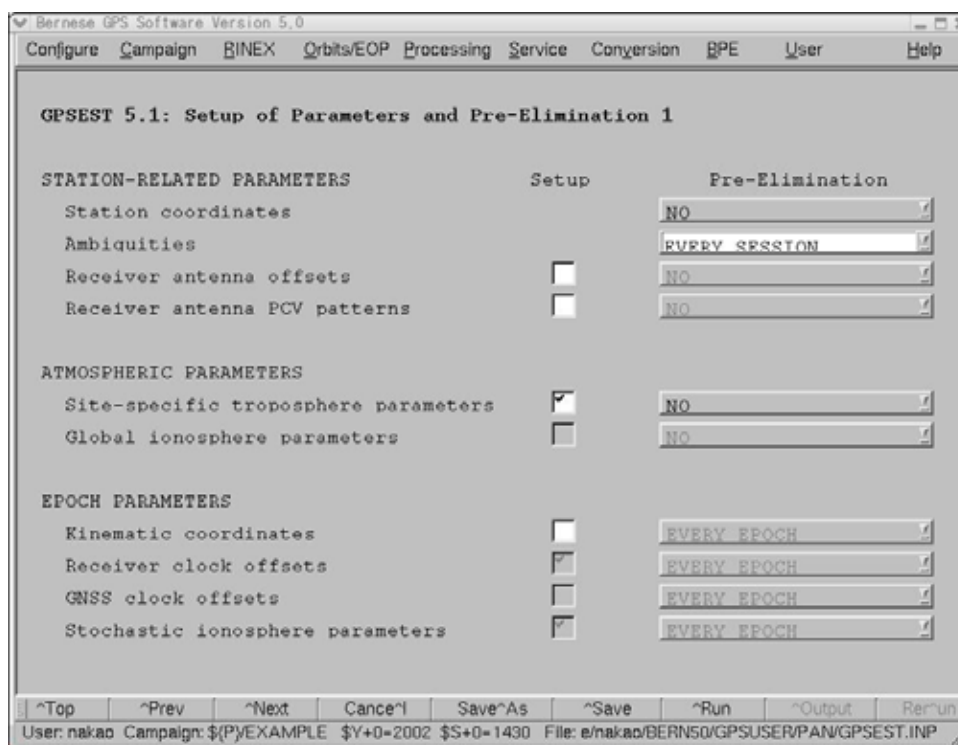 Bernese GPS Software Version 5.0
Configure Campaign RINEX Orbits/EOP Processing Service Conversion BPE User Help
GPSEST 5.1: Setup of Parameters and Pre-Elimination 1
STATION-RELATED PARAMETERS Setup Pre-Elimination
Station coordinates NO
Ambiguities EVERY SESSION
Receiver antenna offsets NO
Receiver antenna PCV patterns NO
ATMOSPHERIC PARAMETERS
Site-specific troposphere parameters NO
Global ionosphere parameters NO
EPOCH PARAMETERS
Kinematic coordinates EVERY EPOCH
Receiver clock offsets EVERY EPOCH
GNSS clock offsets EVERY EPOCH
Stochastic ionosphere parameters EVERY EPOCH
^Top ^Prev ^Next Cance^l Save^As ^Save ^Run ^Output Rer^un
User: nakao Campaign: ${P}/EXAMPLE $Y+0=2002 $S+0=1430 File: e/nakao/BERN50/GPSUSER/PAN/GPSEST.INP